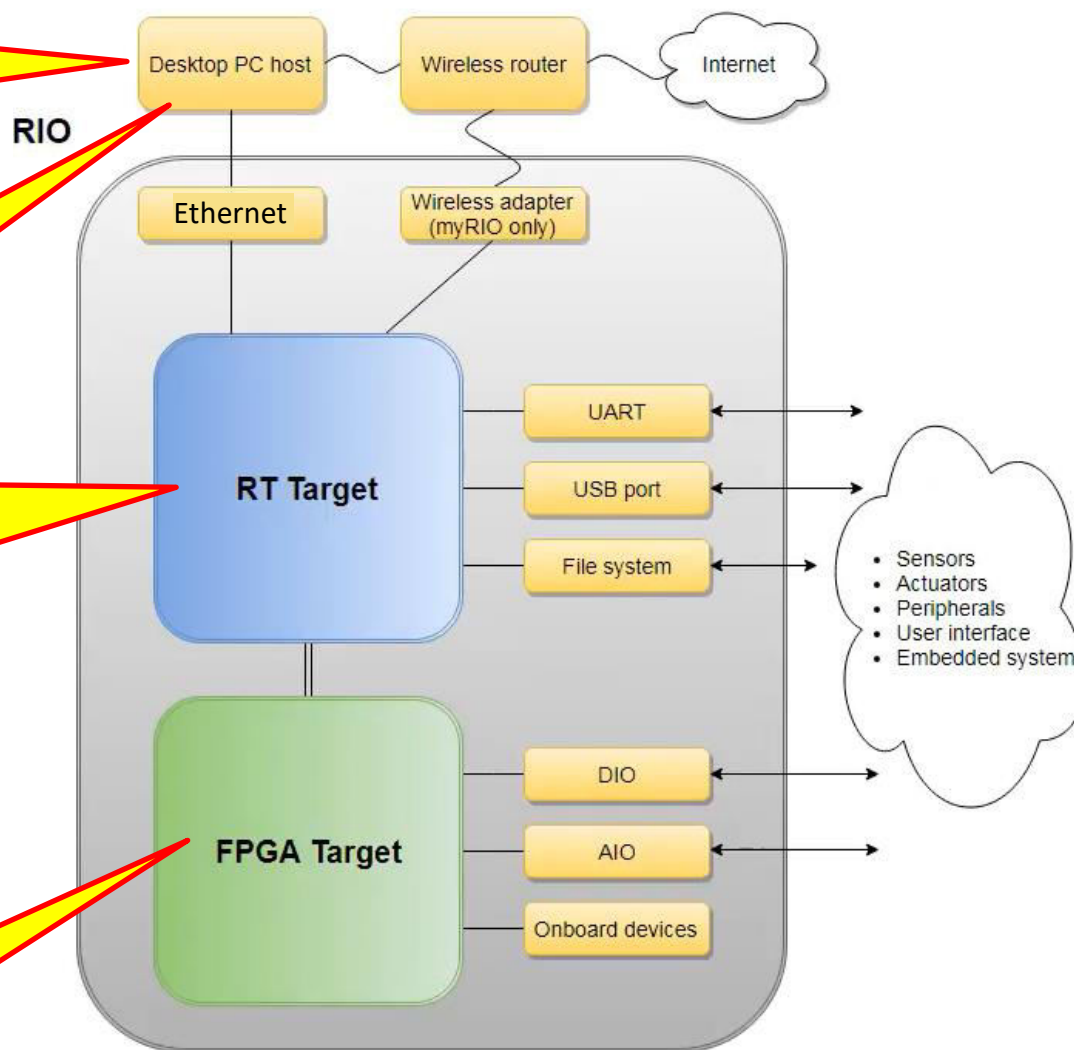 Desktop PC host
Wireless router
Internet
RIO
Ethernet
Wireless adapter
(myRIO only)
RT Target
UART
USB port
File system
• Sensors
• Actuators
• Peripherals
• User interface
• Embedded system
FPGA Target
DIO
AIO
Onboard devices